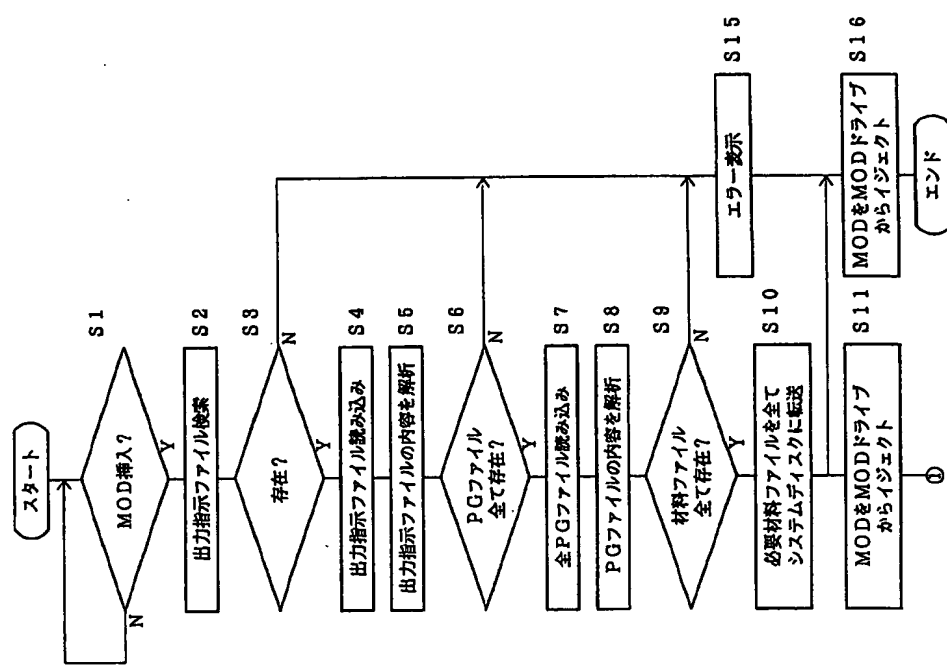 スタート
S1
MOD挿入?
N
Y
S2
出力指示ファイル検索
S3
存在?
N
Y
S4
出力指示ファイル読み込み
S5
出力指示ファイルの内容を解析
S6
PGファイル
全て存在?
N
Y
S7
全PGファイル読み込み
S8
PGファイルの内容を解析
S9
材料ファイル
全て存在?
N
Y
S10
必要材料ファイルを全て
システムディスクに転送
S11
MODをMODドライブ
からイジェクト
①
S15
エラー表示
S16
MODをMODドライブ
からイジェクト
エンド